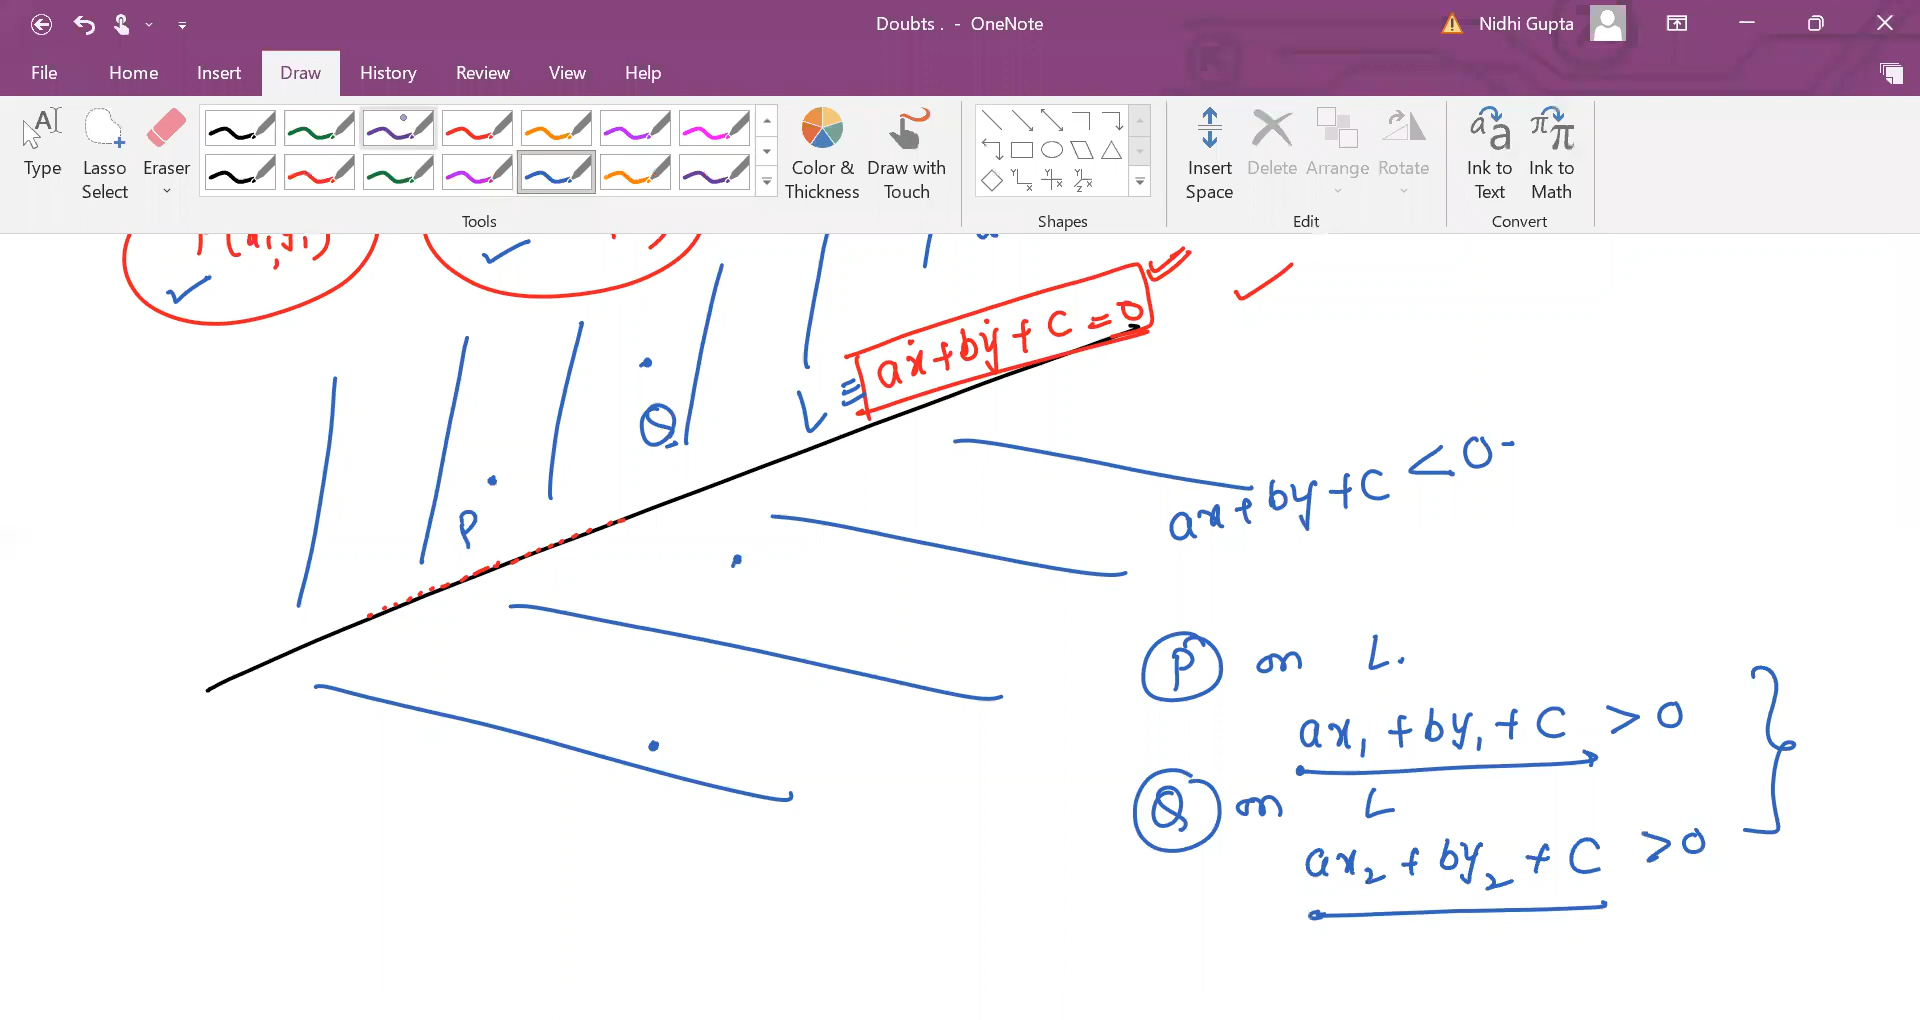 Doubts . - OneNote
Nidhi Gupta
File Home Insert Draw History Review View Help
Type
Lasso Select
Eraser
Color & Thickness
Draw with Touch
Insert Space
Delete
Arrange
Rotate
Ink to Text
Ink to Math
Tools
Shapes
Edit
Convert
L ≡ ax+by+C=0
Q
P
ax+by+C <0
P on L.
ax₁+by₁+C >0
Q on L
ax₂+by₂+C >0